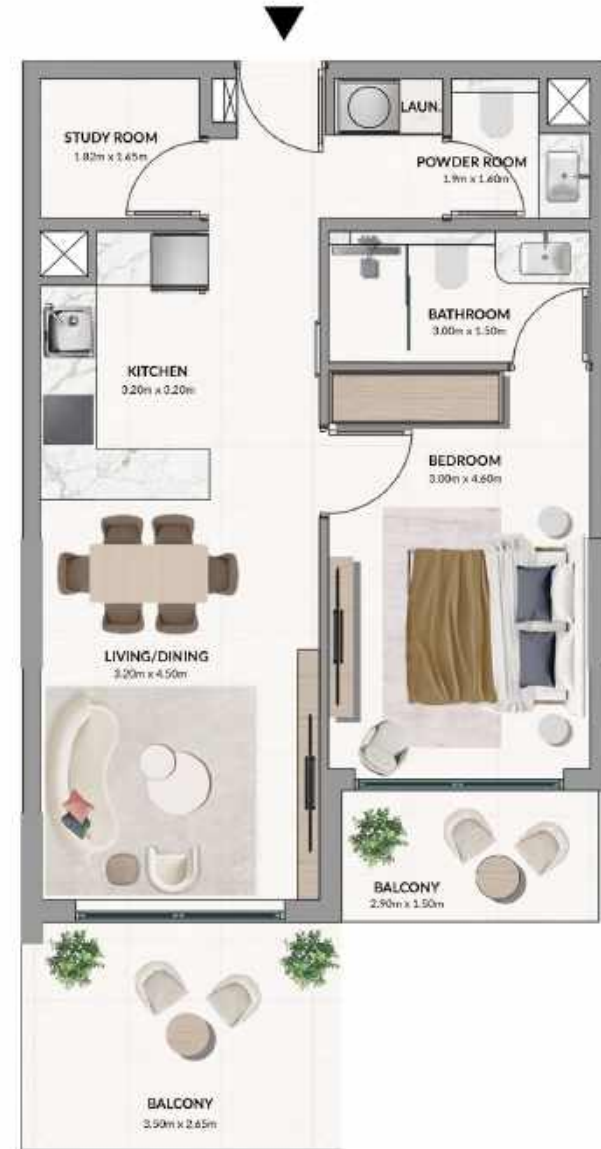 STUDY ROOM
1.82m x 1.65m
LAUN.
POWDER ROOM
1.9m x 1.60m
BATHROOM
3.00m x 1.50m
KITCHEN
3.20m x 3.20m
BEDROOM
3.00m x 4.60m
LIVING/DINING
3.20m x 4.50m
BALCONY
2.90m x 1.50m
BALCONY
3.50m x 2.65m